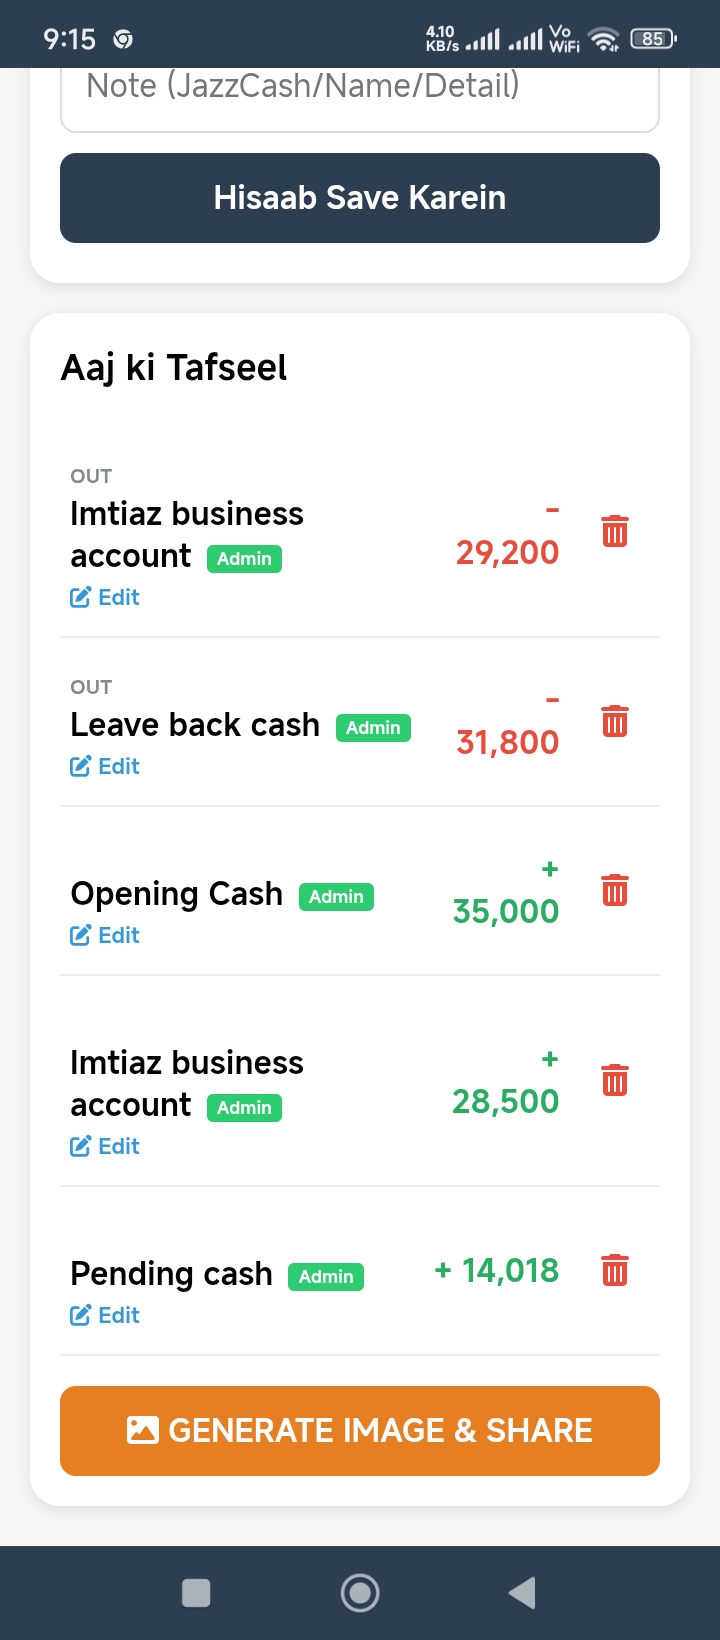 9:15
4.10
KB/s
Vo
WiFi
85
Note (JazzCash/Name/Detail)
Hisaab Save Karein
Aaj ki Tafseel
OUT
Imtiaz business
account Admin
Edit
-
29,200
OUT
Leave back cash Admin
Edit
-
31,800
Opening Cash Admin
Edit
+
35,000
Imtiaz business
account Admin
Edit
+
28,500
Pending cash Admin
Edit
+ 14,018
GENERATE IMAGE & SHARE